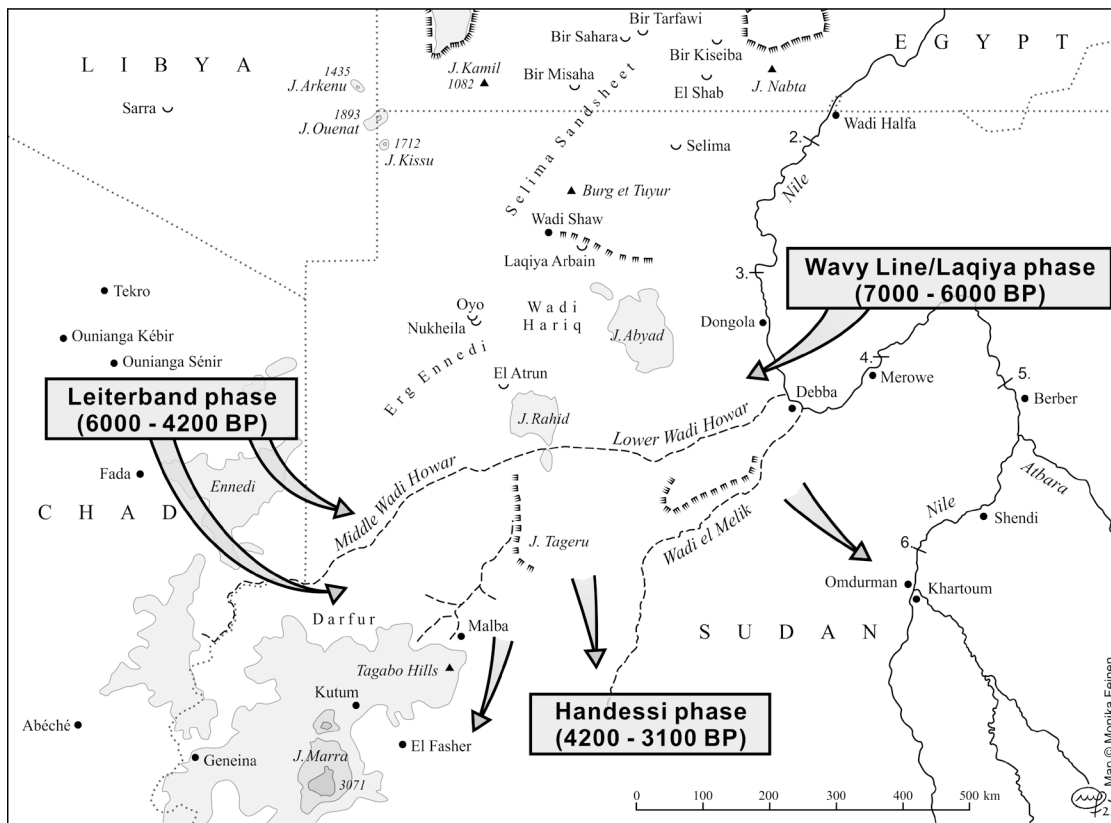 L I B Y A
E G Y P T
Bir Tarfawi
Bir Sahara
Bir Kiseiba
J. Kamil
1082
Bir Misaha
El Shab
J. Nabta
1435
J. Arkenu
Sarra
1893
J. Ouenat
1712
J. Kissu
Wadi Halfa
2.
Selima
Selima Sandsheet
Nile
Burg et Tuyur
Wadi Shaw
Laqiya Arbain
Wavy Line/Laqiya phase
(7000 - 6000 BP)
3.
Tekro
Oyo
Nukheila
Wadi
Hariq
J. Abyad
Dongola
Ounianga Kébir
Ounianga Sénir
Erg Ennedi
4.
Merowe
5.
Berber
El Atrun
Debba
Leiterband phase
(6000 - 4200 BP)
J. Rahid
Lower Wadi Howar
Middle Wadi Howar
Fada
Ennedi
Atbara
C H A D
Nile
Shendi
J. Tageru
Wadi el Melik
6.
Omdurman
Khartoum
Darfur
Malba
S U D A N
Tagabo Hills
Kutum
Handessi phase
(4200 - 3100 BP)
Abéché
El Fasher
Geneina
J. Marra
3071
0 100 200 300 400 500 km
Map © Monika Feinen